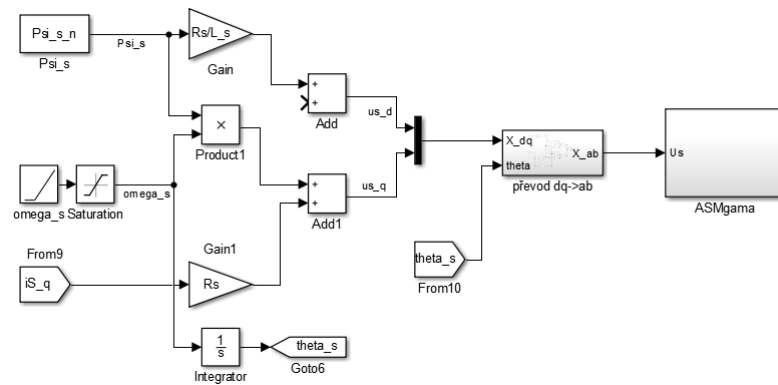 Psi_s_n
Psi_s
Psi_s
Rs/L_s
Gain
+
+
Add
us_d
×
Product1
omega_s
Saturation
omega_s
+
+
Add1
us_q
X_dq
theta
X_ab
převod dq->ab
Us
ASMgama
From9
iS_q
Gain1
Rs
theta_s
From10
1
s
Integrator
theta_s
Goto6